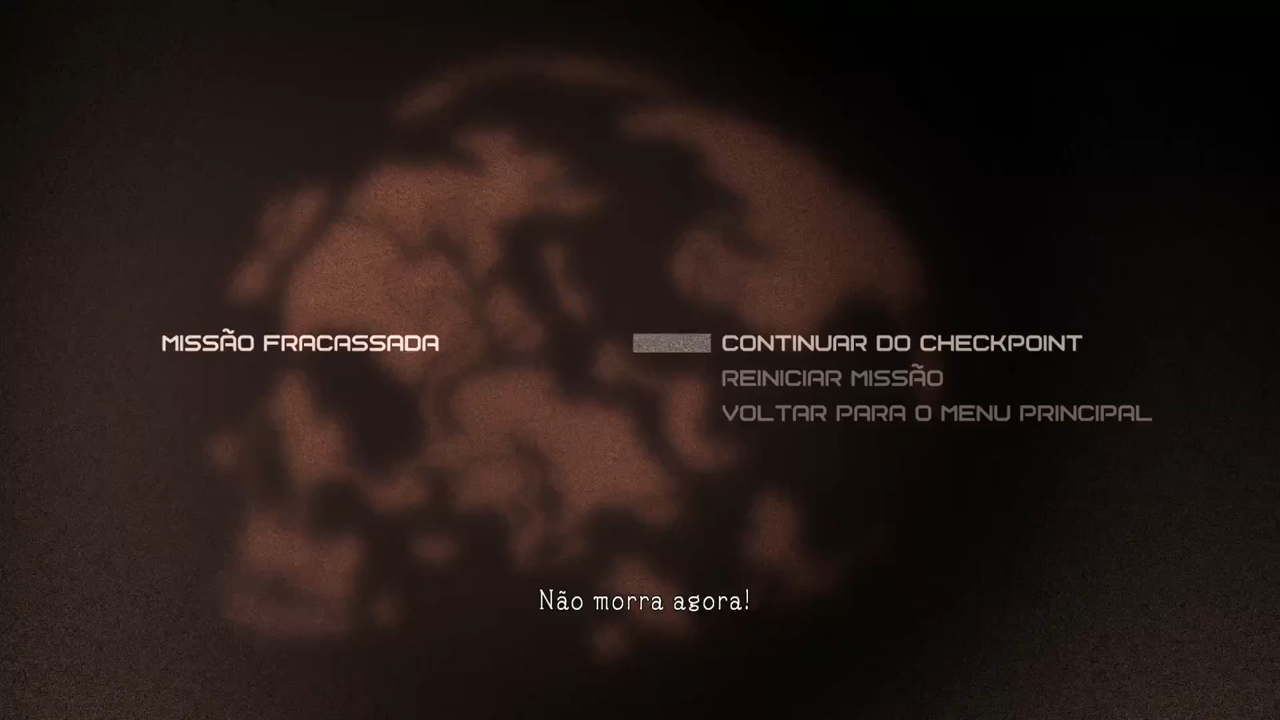 MISSÃO FRACASSADA
CONTINUAR DO CHECKPOINT
REINICIAR MISSÃO
VOLTAR PARA O MENU PRINCIPAL
Não morra agora!